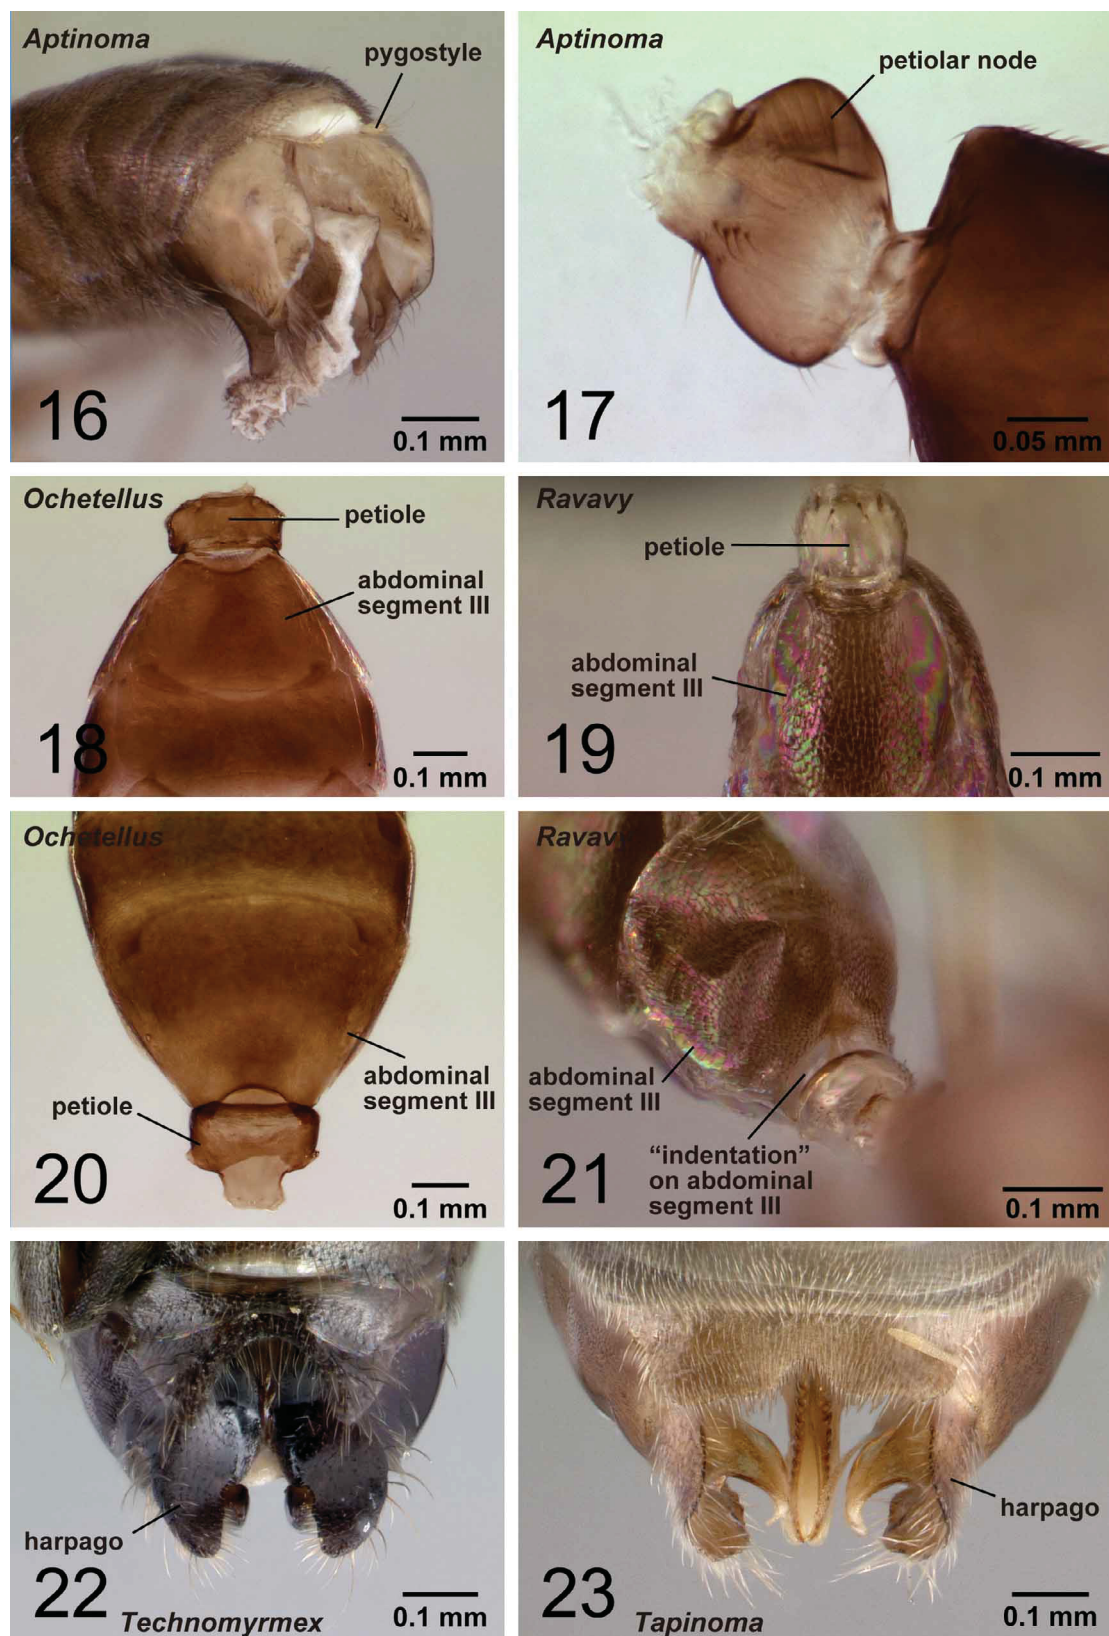 Aptinoma
pygostyle
16
0.1 mm
Aptinoma
petiolar node
17
0.05 mm
Ochetellus
petiole
abdominal
segment III
18
0.1 mm
Ravavy
petiole
abdominal
segment III
19
0.1 mm
Ochetellus
abdominal
segment III
petiole
20
0.1 mm
Ravavy
abdominal
segment III
“indentation”
on abdominal
segment III
21
0.1 mm
harpago
22
Technomyrmex
0.1 mm
harpago
23
Tapinoma
0.1 mm